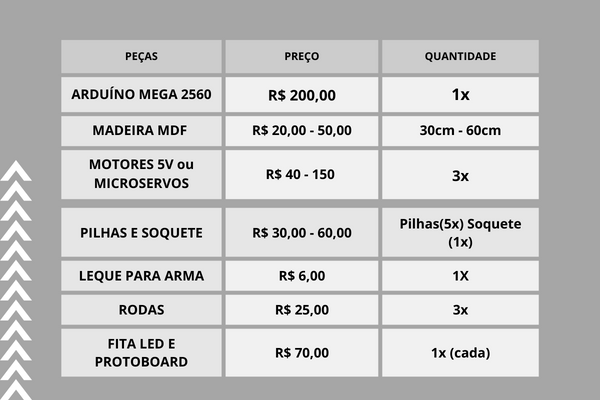 PEÇAS PREÇO QUANTIDADE
ARDUÍNO MEGA 2560 R$ 200,00 1x
MADEIRA MDF R$ 20,00 - 50,00 30cm - 60cm
MOTORES 5V ou
MICROSERVOS R$ 40 - 150 3x
PILHAS E SOQUETE R$ 30,00 - 60,00 Pilhas(5x) Soquete
(1x)
LEQUE PARA ARMA R$ 6,00 1X
RODAS R$ 25,00 3x
FITA LED E
PROTOBOARD R$ 70,00 1x (cada)